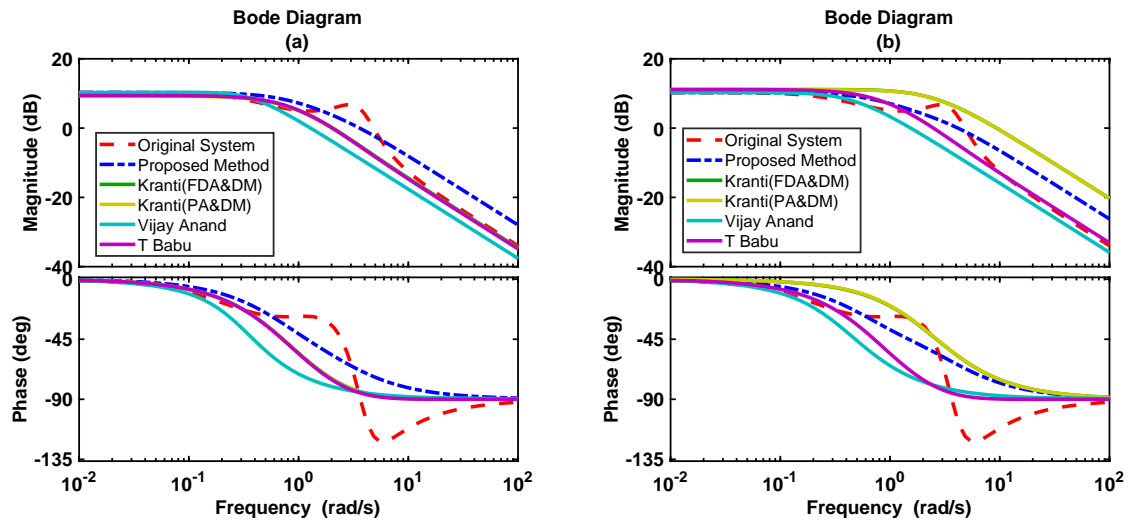 Bode Diagram
(a)
20
0
-20
-40
Magnitude (dB)
Original System
Proposed Method
Kranti(FDA&DM)
Kranti(PA&DM)
Vijay Anand
T Babu
0
-45
-90
-135
Phase (deg)
10^-2
10^-1
10^0
10^1
10^2
Frequency (rad/s)
Bode Diagram
(b)
20
0
-20
-40
Magnitude (dB)
Original System
Proposed Method
Kranti(FDA&DM)
Kranti(PA&DM)
Vijay Anand
T Babu
0
-45
-90
-135
Phase (deg)
10^-2
10^-1
10^0
10^1
10^2
Frequency (rad/s)